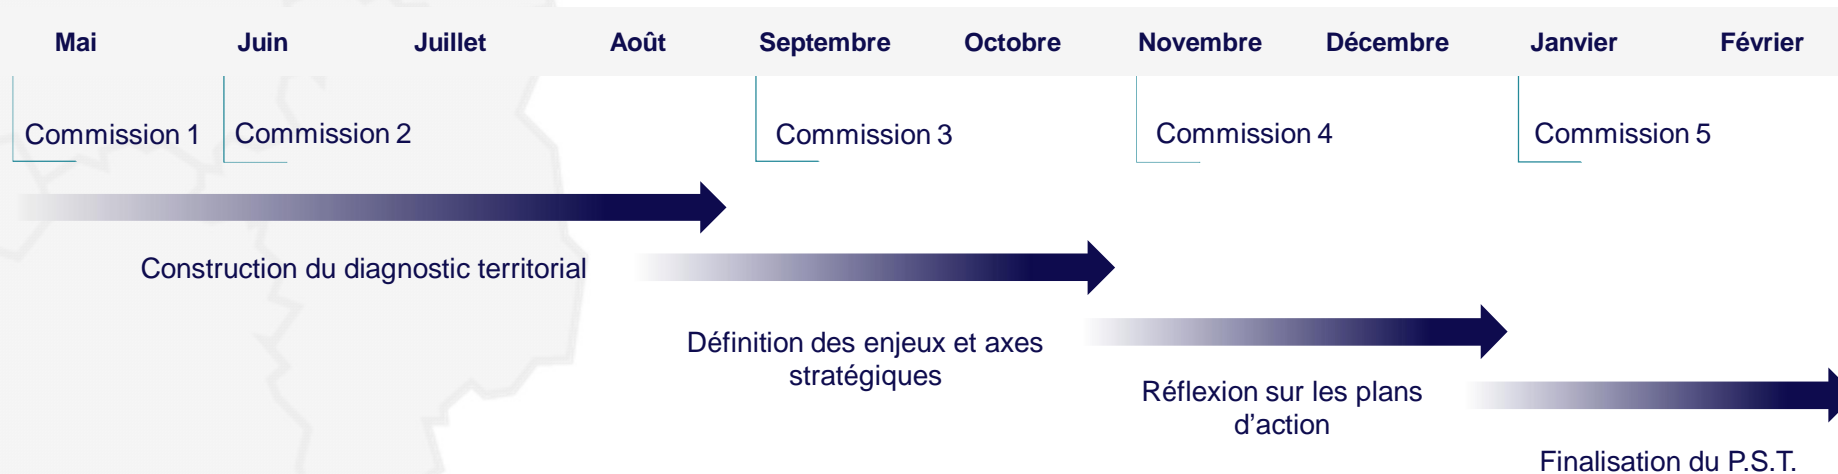 Mai Juin Juillet Août Septembre Octobre Novembre Décembre Janvier Février
Commission 1 Commission 2 Commission 3 Commission 4 Commission 5
Construction du diagnostic territorial
Définition des enjeux et axes
stratégiques
Réflexion sur les plans
d'action
Finalisation du P.S.T.